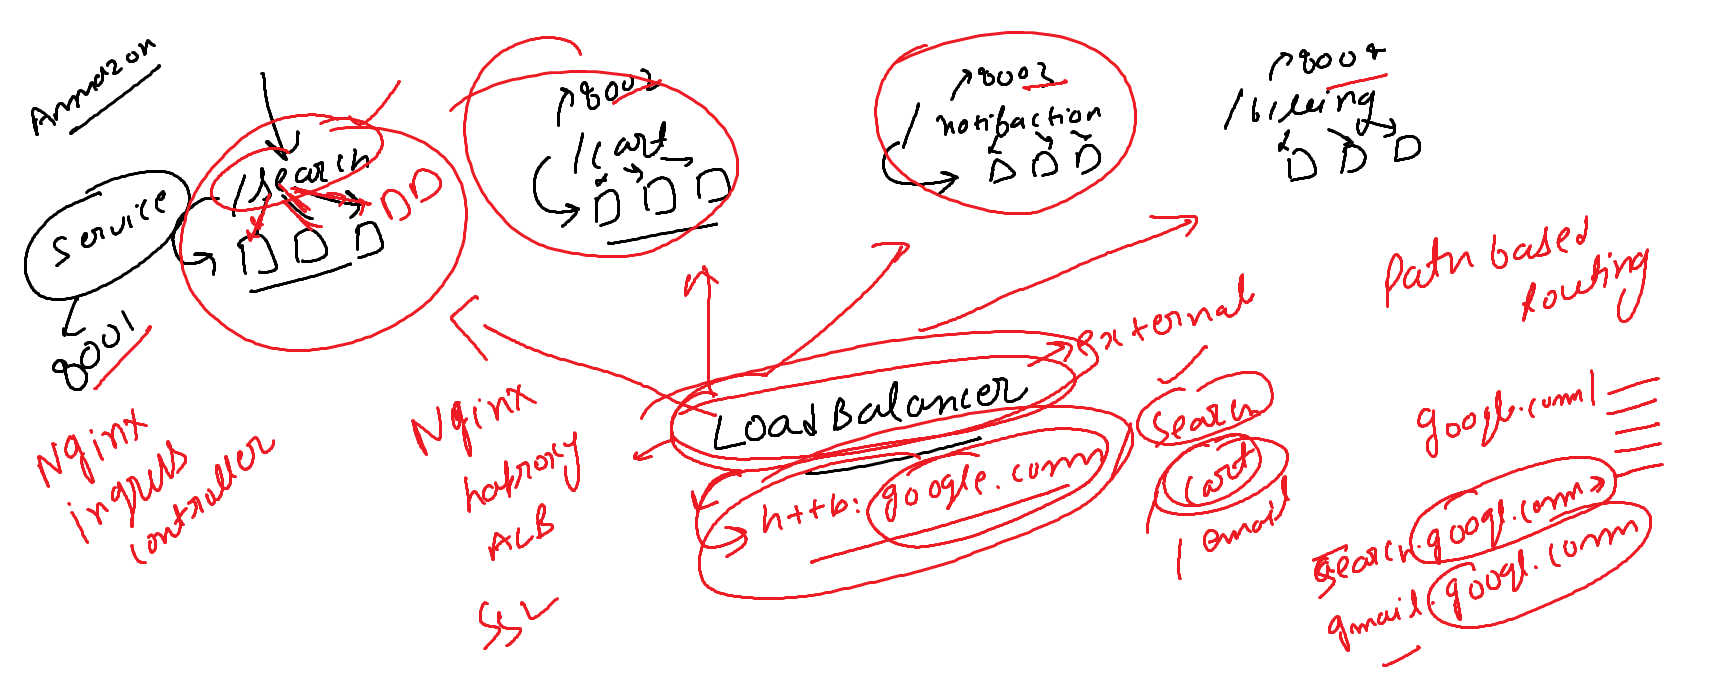 Amazon
8002
8003
8004
/search
/cart
/notifaction
/billing
Service
8001
Path based
routing
external
Load Balancer
Search
cart
/email
http: google.com
google.com/
search.googl.com
gmail.googl.com
Nginx
ingress
controller
Nginx
haproxy
ALB
SSL